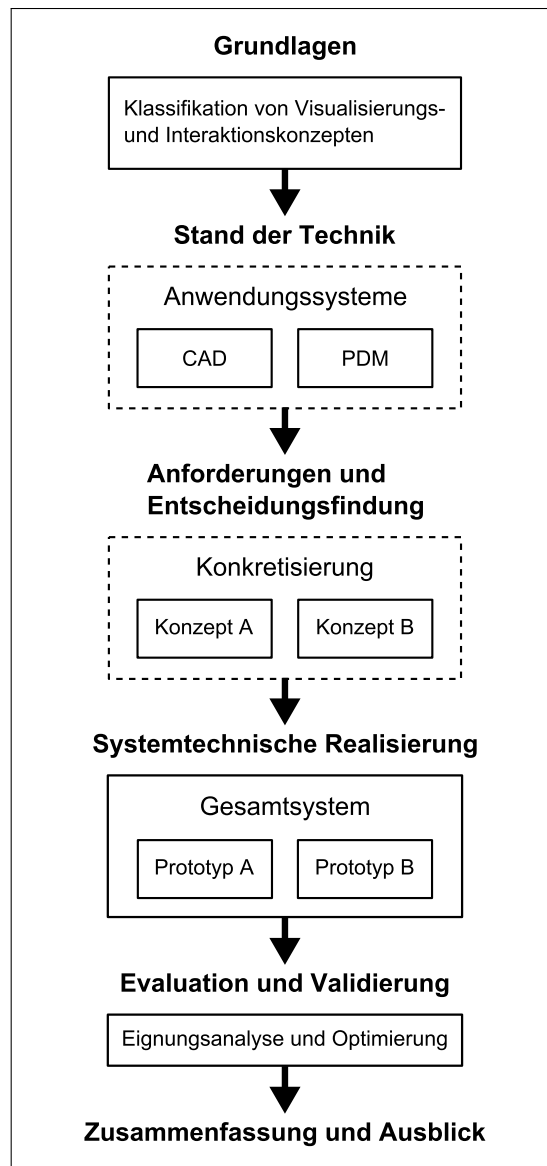 Grundlagen
Klassifikation von Visualisierungs-
und Interaktionskonzepten
Stand der Technik
Anwendungssysteme
CAD PDM
Anforderungen und
Entscheidungsfindung
Konkretisierung
Konzept A Konzept B
Systemtechnische Realisierung
Gesamtsystem
Prototyp A Prototyp B
Evaluation und Validierung
Eignungsanalyse und Optimierung
Zusammenfassung und Ausblick